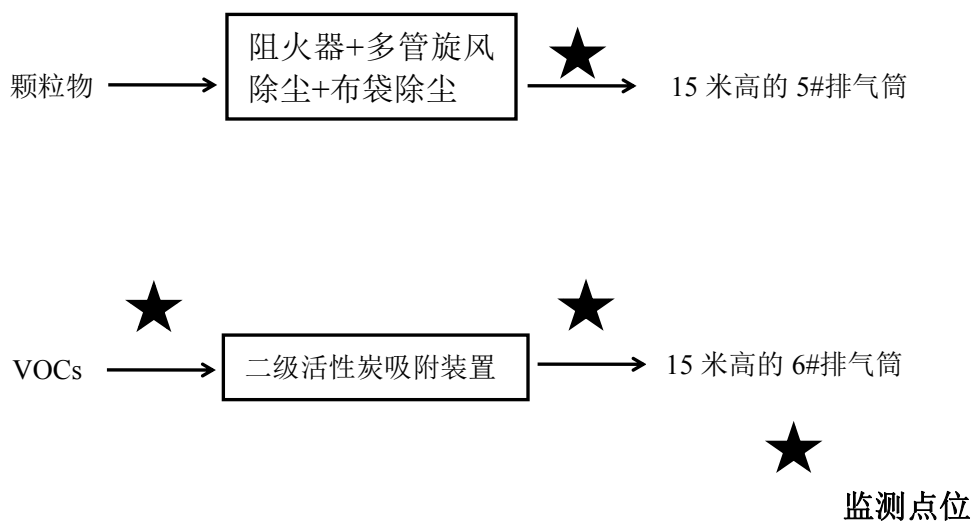 颗粒物
阻火器+多管旋风
除尘+布袋除尘
15 米高的 5#排气筒
VOCs
二级活性炭吸附装置
15 米高的 6#排气筒
监测点位